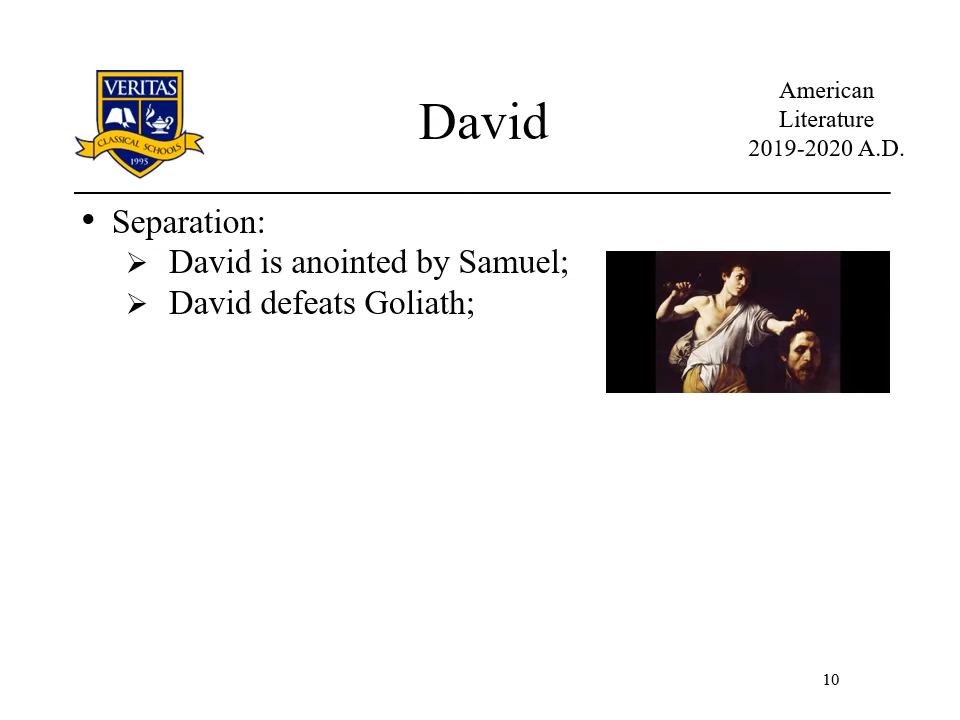 VERITAS
CLASSICAL SCHOOLS
1995
David
American
Literature
2019-2020 A.D.
• Separation:
➢ David is anointed by Samuel;
➢ David defeats Goliath;
10